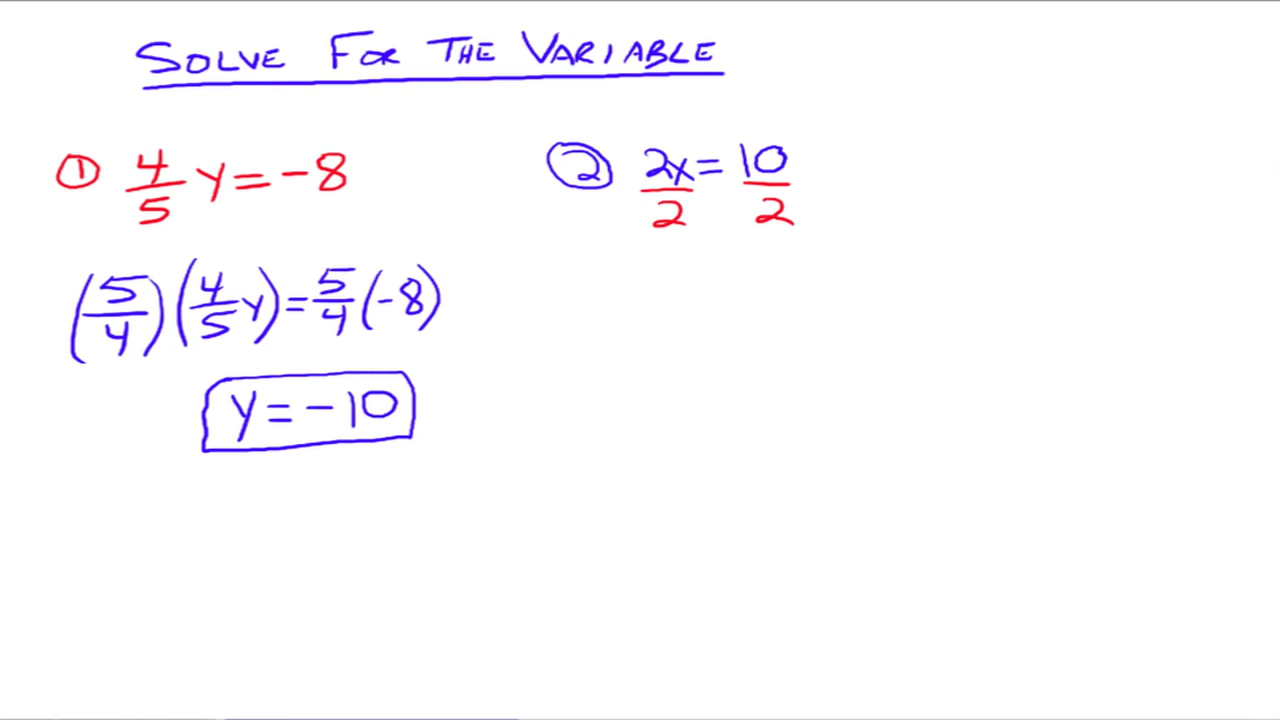 SOLVE FOR THE VARIABLE
① 4/5 y = -8
(5/4)(4/5 y) = 5/4 (-8)
y = -10
② 2x = 10
2 2